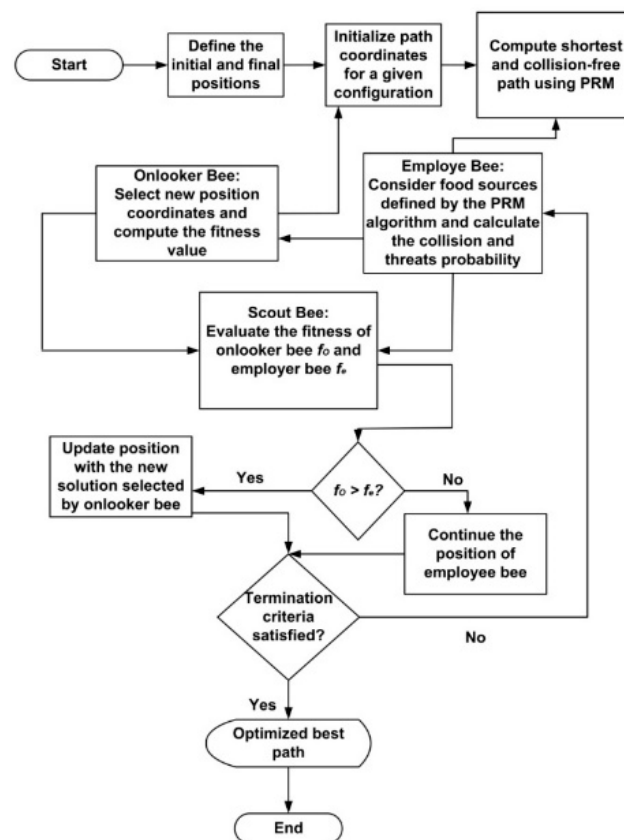 Start
Define the
initial and final
positions
Initialize path
coordinates
for a given
configuration
Compute shortest
and collision-free
path using PRM
Onlooker Bee:
Select new position
coordinates and
compute the fitness
value
Employe Bee:
Consider food sources
defined by the PRM
algorithm and calculate
the collision and
threats probability
Scout Bee:
Evaluate the fitness of
onlooker bee fO and
employer bee fe
Update position
with the new
solution selected
by onlooker bee
Yes
fO > fe?
No
Continue the
position of
employee bee
Termination
criteria
satisfied?
No
Yes
Optimized best
path
End